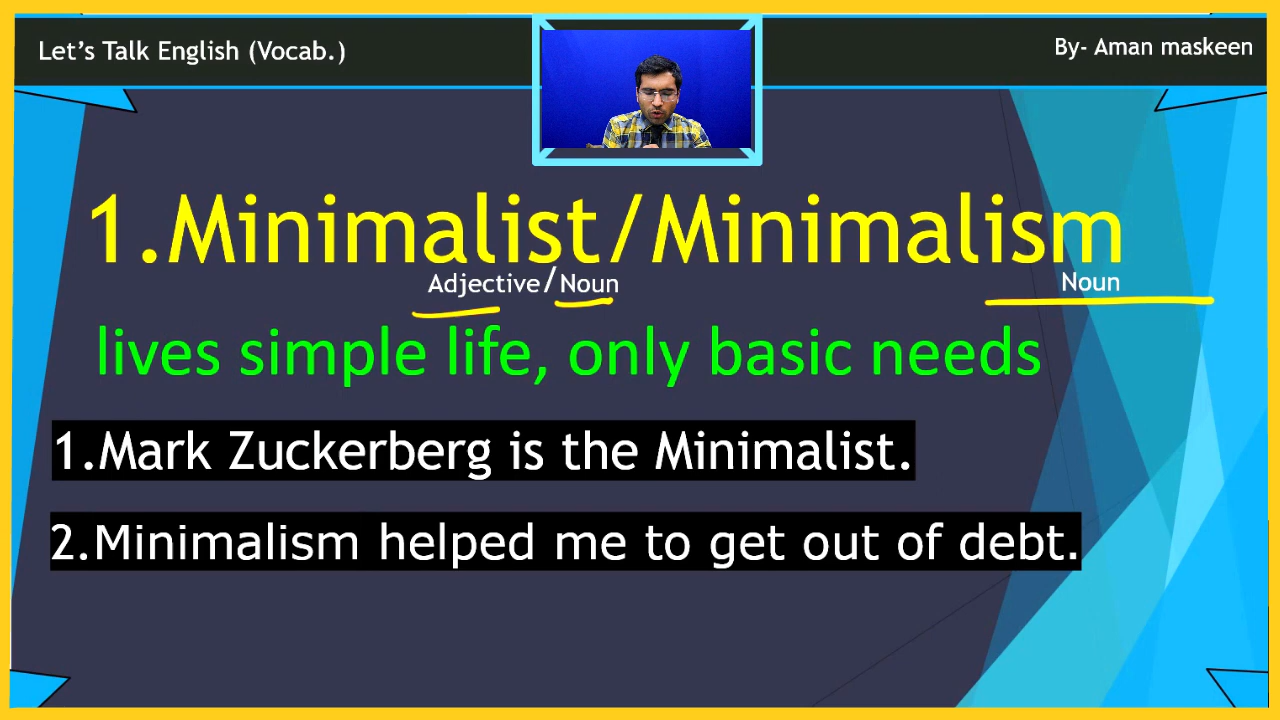 Let’s Talk English (Vocab.)
By- Aman maskeen
1.Minimalist/Minimalism
Adjective/Noun
Noun
lives simple life, only basic needs
1.Mark Zuckerberg is the Minimalist.
2.Minimalism helped me to get out of debt.